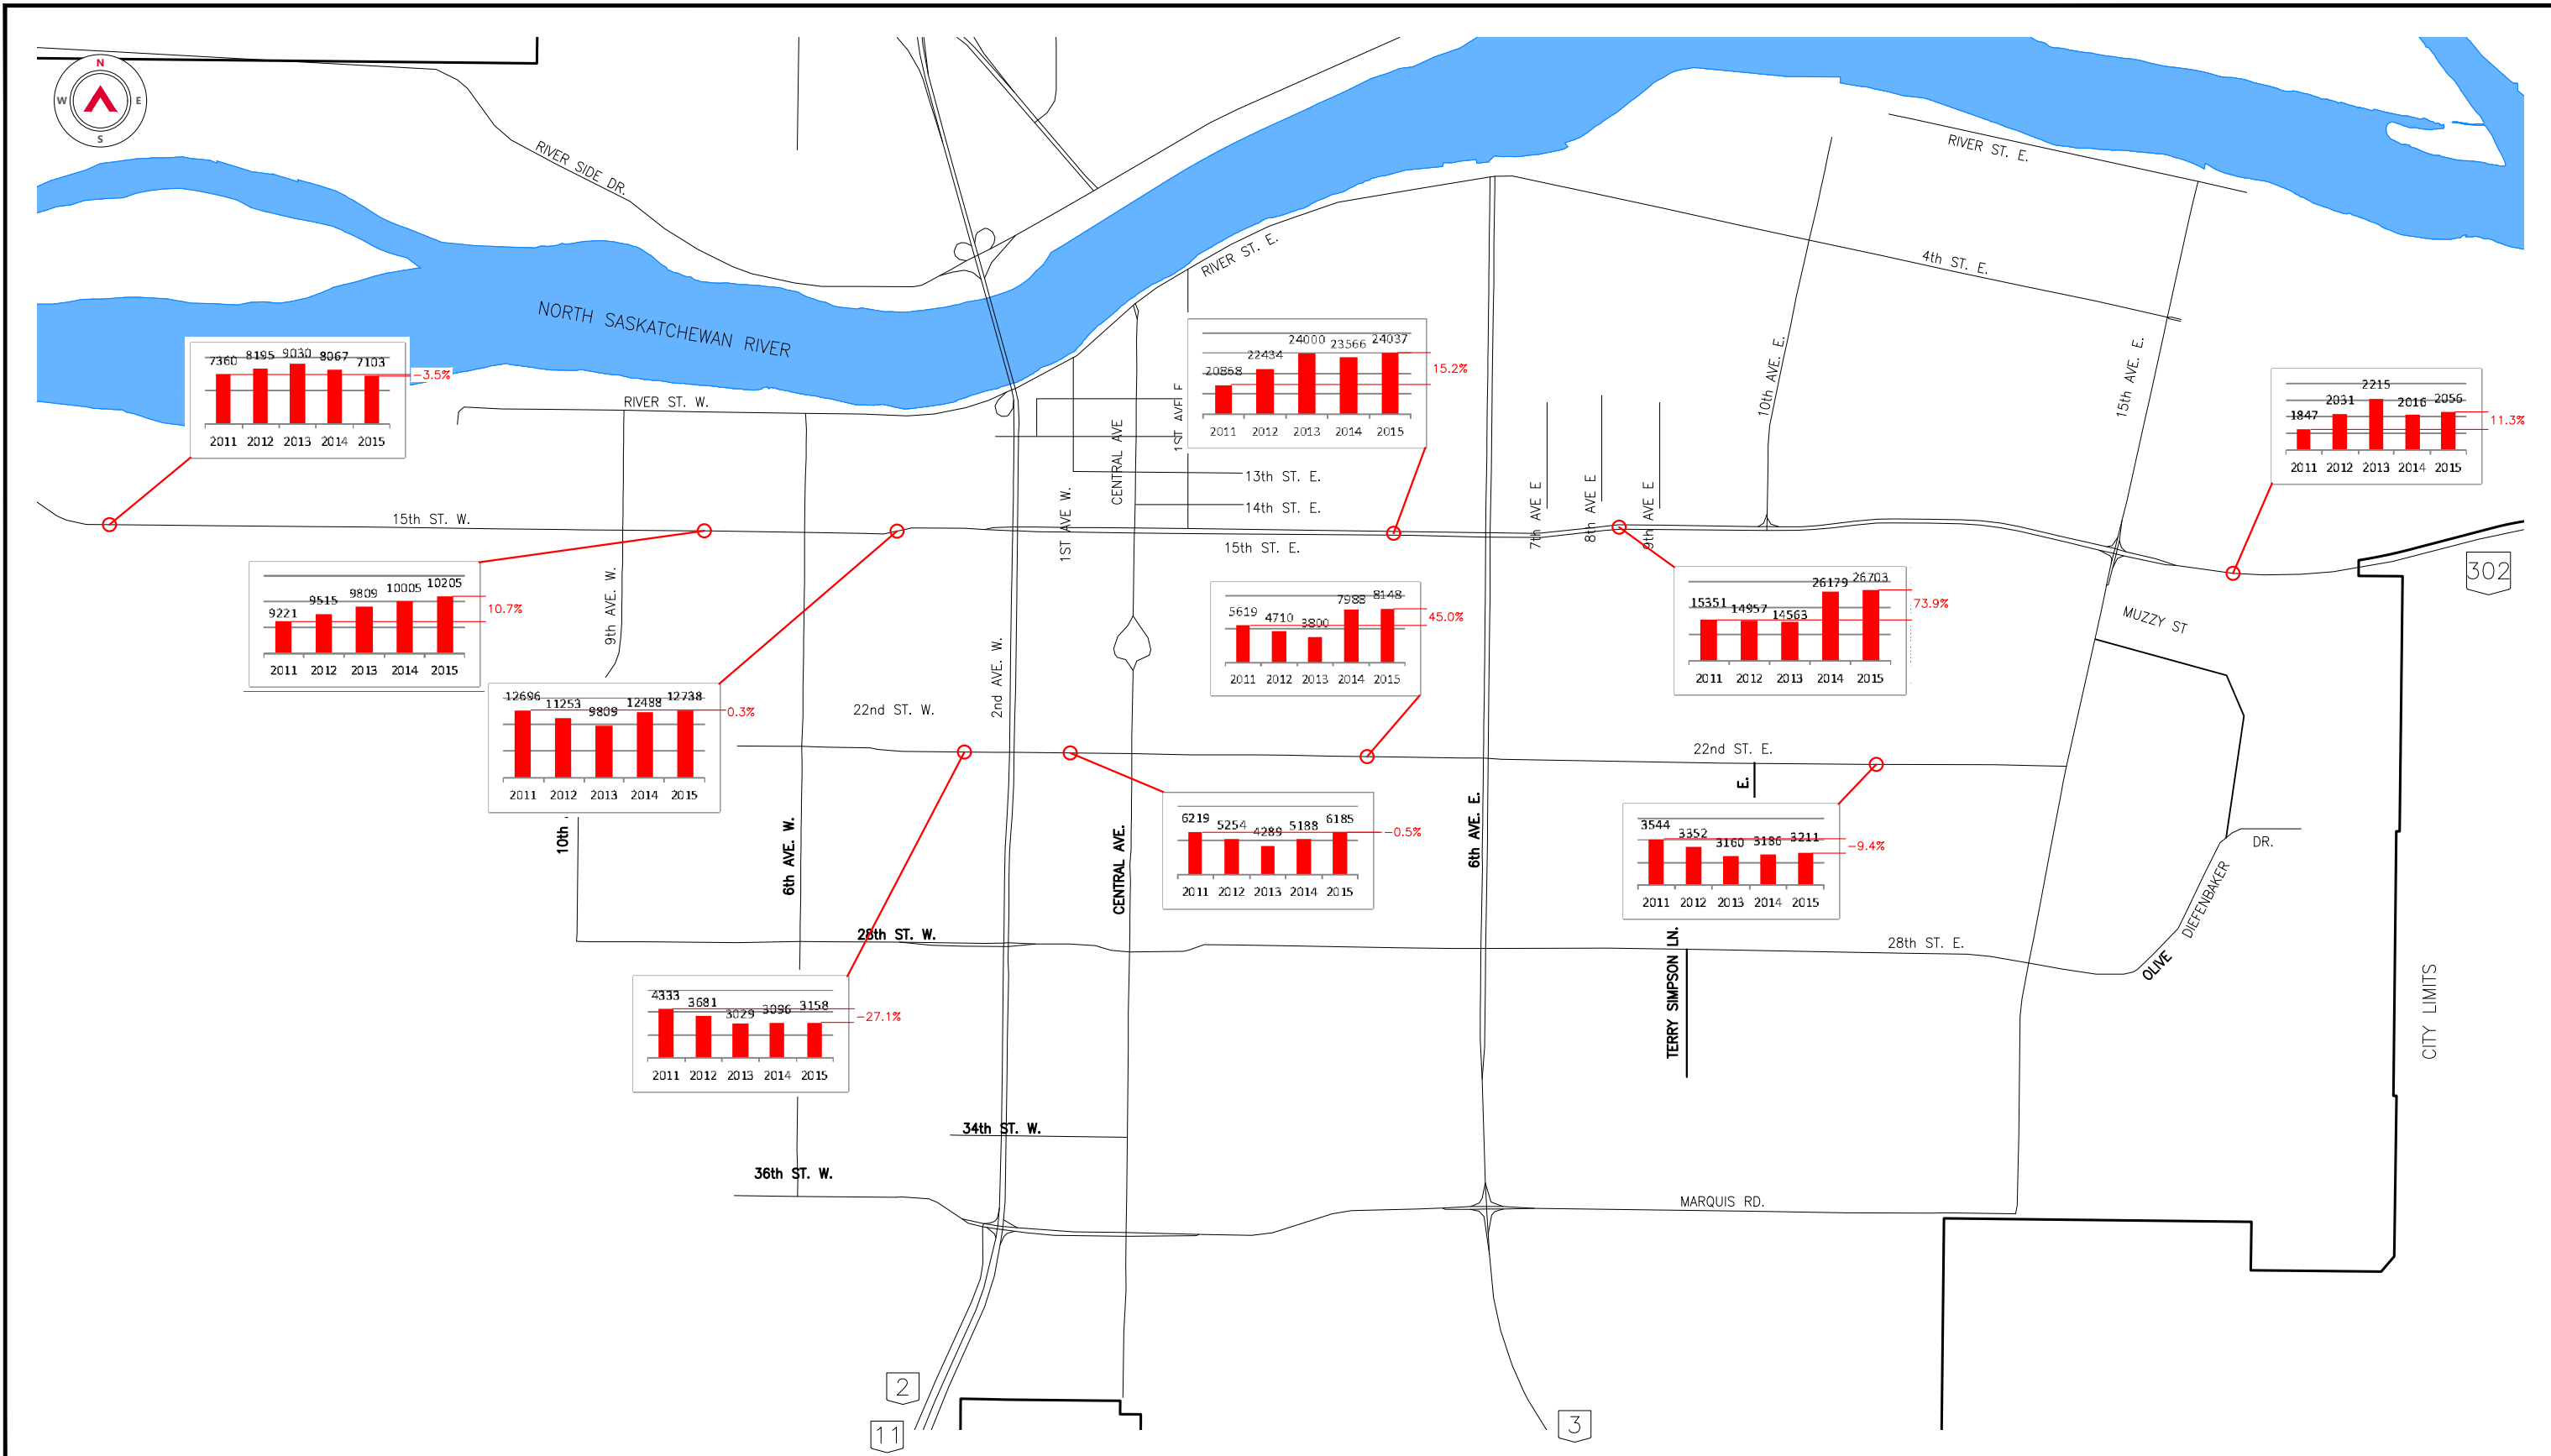 N
W E
S
RIVER SIDE DR.
RIVER ST. E.
RIVER ST. E.
4th ST. E.
NORTH SASKATCHEWAN RIVER
7360 8195 9030 8067 7103
-3.5%
2011 2012 2013 2014 2015
20868 22434 24000 23566 24037
15.2%
2011 2012 2013 2014 2015
10th AVE. E.
15th AVE. E.
1847 2031 2215 2016 2056
11.3%
2011 2012 2013 2014 2015
RIVER ST. W.
CENTRAL AVE
1ST AVE
13th ST. E.
14th ST. E.
1ST AVE W.
7th AVE E
8th AVE E
9th AVE E
15th ST. W.
15th ST. E.
302
9221 9515 9809 10005 10205
10.7%
2011 2012 2013 2014 2015
9th AVE. W.
5619 4710 3800 7988 8148
45.0%
2011 2012 2013 2014 2015
15351 14957 14563 26179 26703
73.9%
2011 2012 2013 2014 2015
MUZZY ST
12696 11253 9809 12488 12738
0.3%
2011 2012 2013 2014 2015
22nd ST. W.
2nd AVE. W.
22nd ST. E.
E.
10th
6th AVE. W.
CENTRAL AVE.
6219 5254 4289 5188 6185
-0.5%
2011 2012 2013 2014 2015
6th AVE. E.
3544 3352 3160 3186 3211
-9.4%
2011 2012 2013 2014 2015
DR.
DIEFENBAKER
OLIVE
28th ST. W.
28th ST. E.
TERRY SIMPSON LN.
CITY LIMITS
4333 3681 3029 3096 3158
-27.1%
2011 2012 2013 2014 2015
34th ST. W.
36th ST. W.
MARQUIS RD.
2
11
3